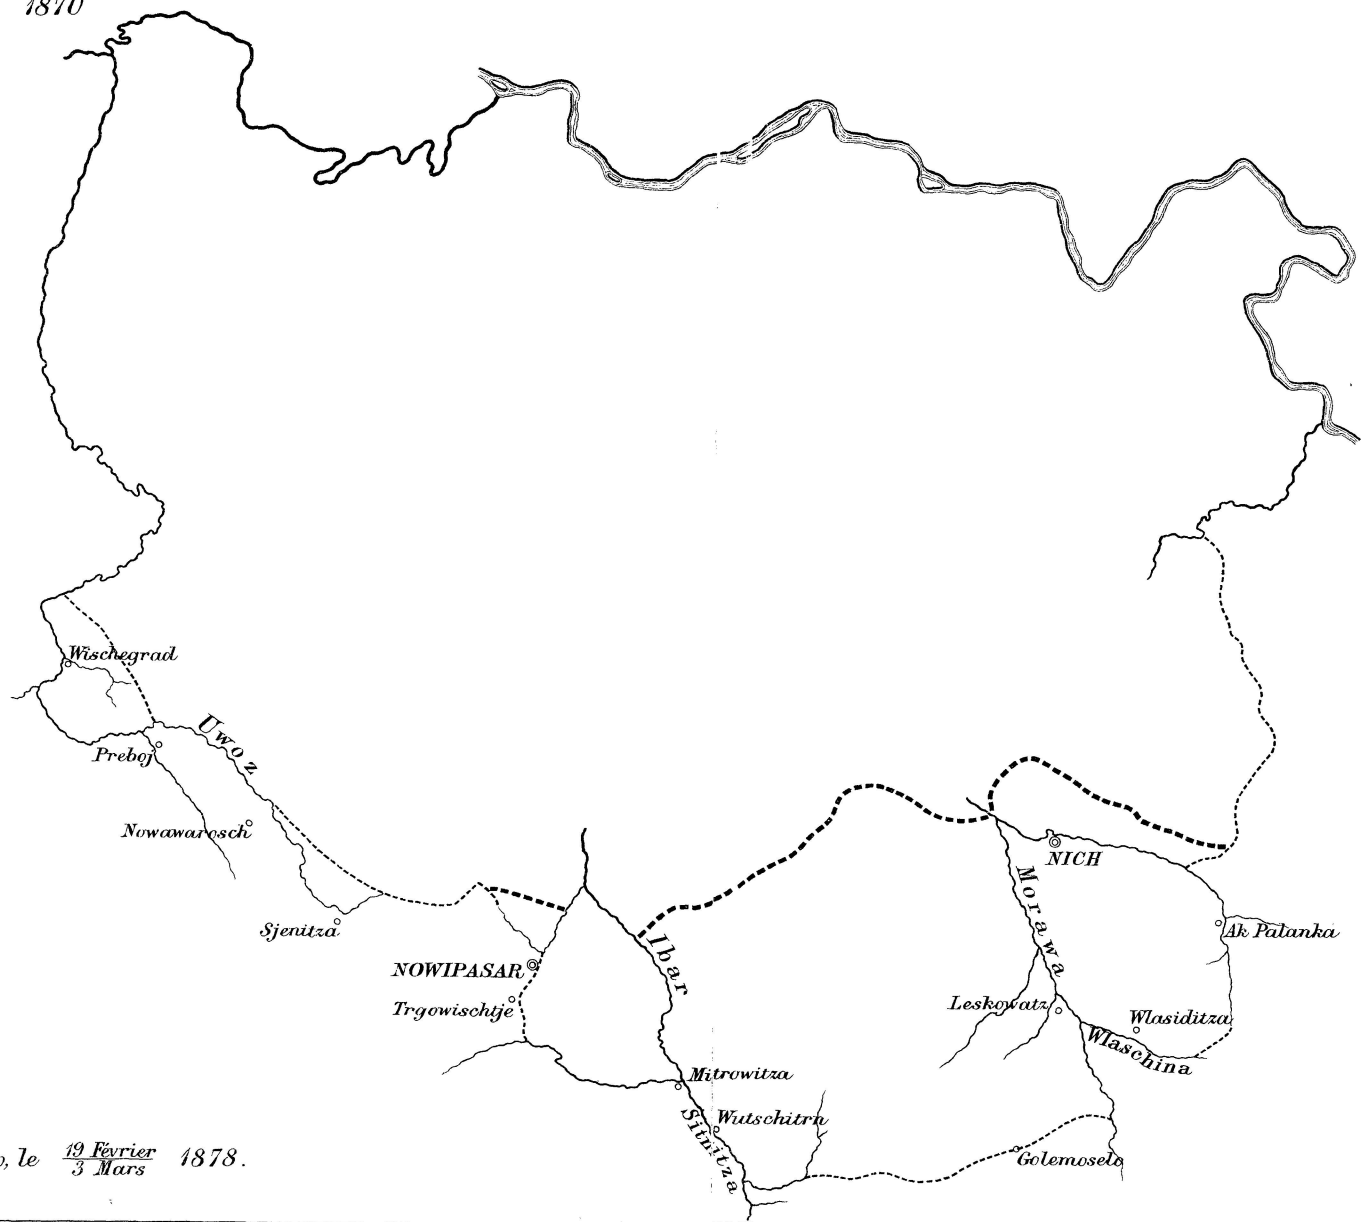 1870
Wischegrad
Uwoz
Preboj
Nowawarosch
NICH
Morawa
Sjenitza
Ak Palanka
Ibar
NOWIPASAR
Trgowischtje
Leskowatz
Wlasiditza
Wlaschina
Mitrowitza
Wutschitrn
Sitnitza
Golemoselo
, le 19 Février / 3 Mars 1878.